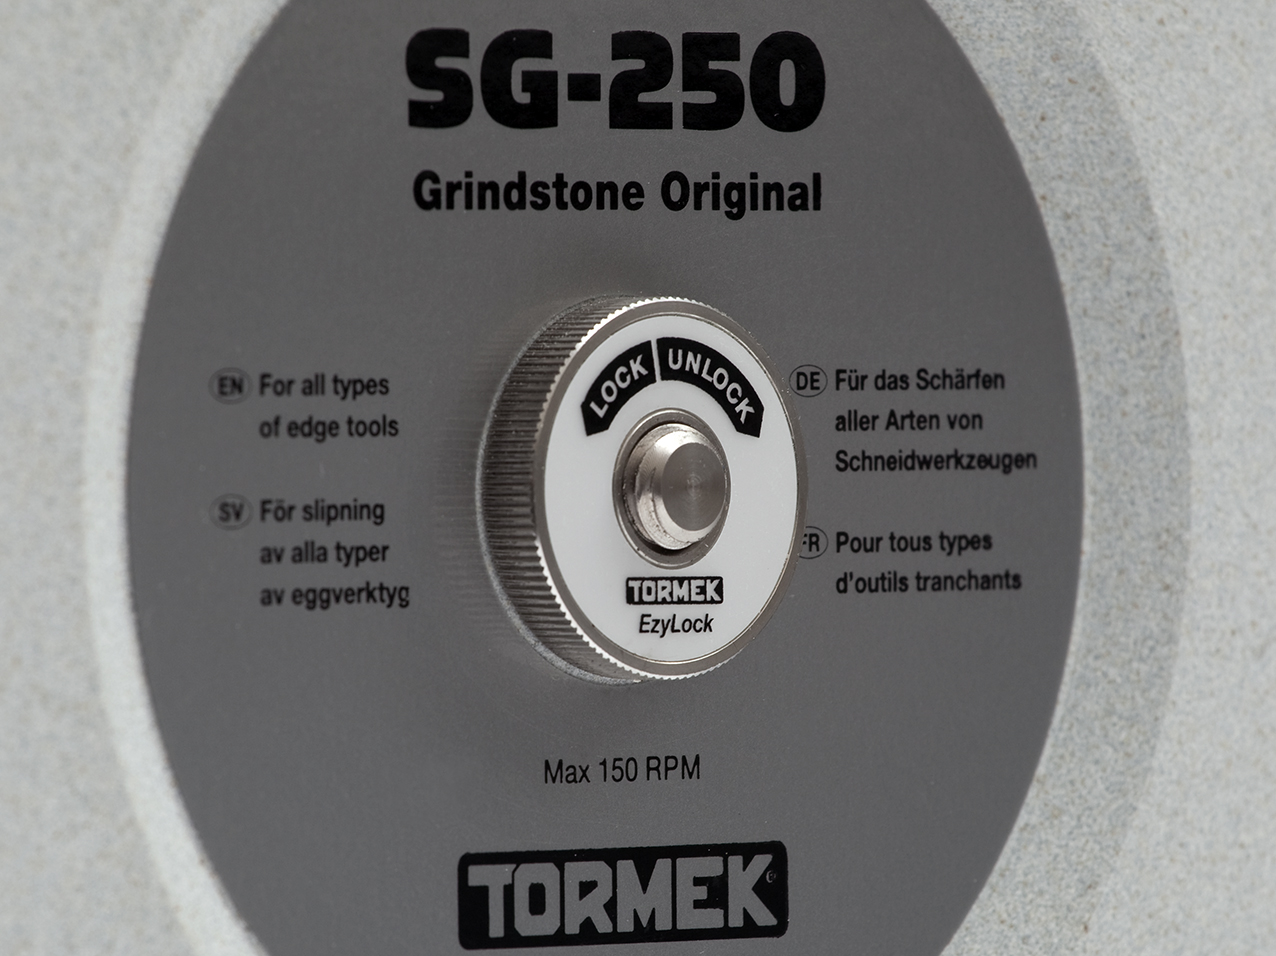 SG-250
Grindstone Original
LOCK UNLOCK
EN For all types
of edge tools
SV För slipning
av alla typer
av eggverktyg
DE Für das Schärfen
aller Arten von
Schneidwerkzeugen
FR Pour tous types
d'outils tranchants
TORMEK
EzyLock
Max 150 RPM
TORMEK